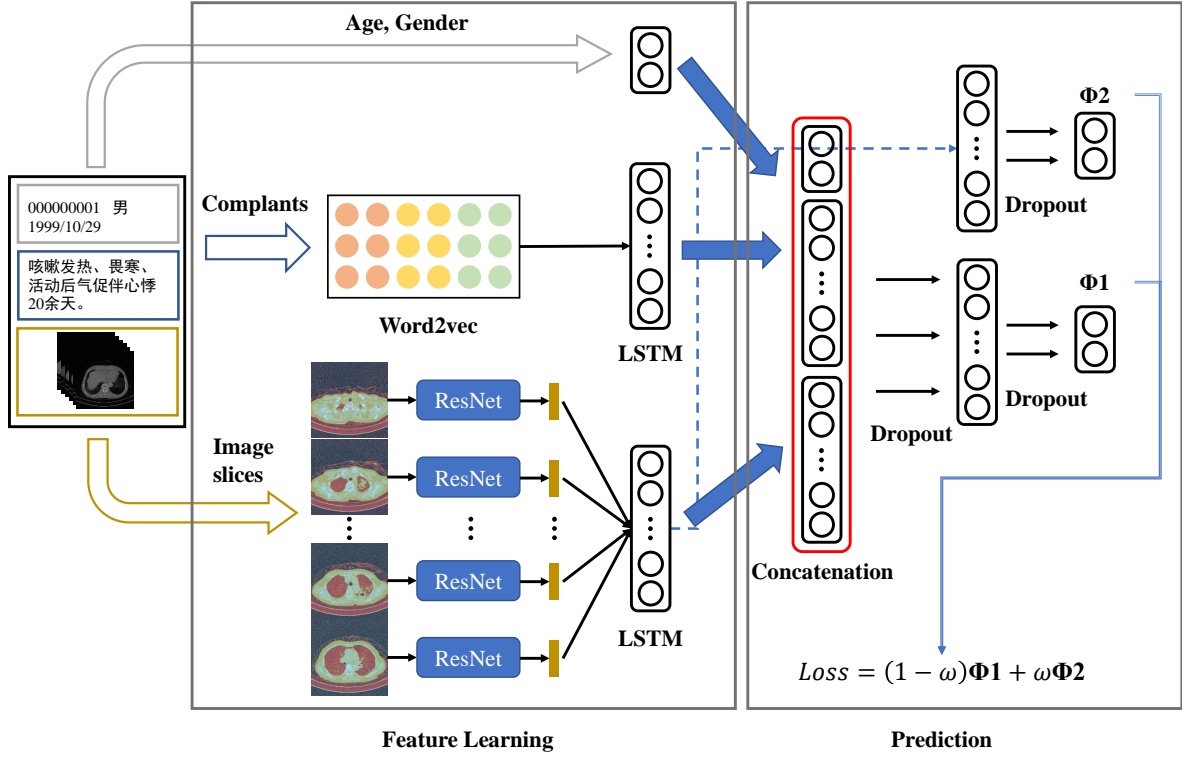 Age, Gender
000000001 男
1999/10/29
咳嗽发热、畏寒、
活动后气促伴心悸
20余天。
Complants
Word2vec
LSTM
Image
slices
ResNet
ResNet
ResNet
ResNet
LSTM
Feature Learning
Concatenation
Dropout
Φ2
Dropout
Φ1
Dropout
Loss = (1 − ω)Φ1 + ωΦ2
Prediction